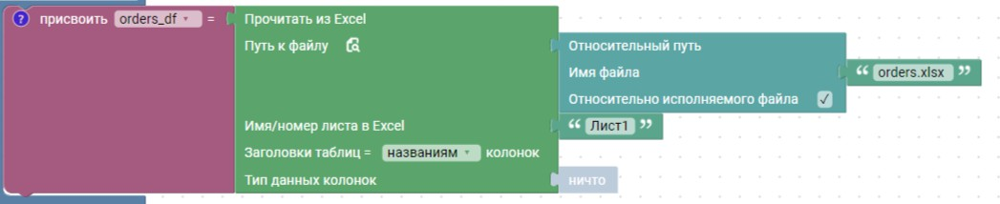 ? присвоить orders_df = Прочитать из Excel
Путь к файлу Относительный путь
Имя файла “ orders.xlsx ”
Относительно исполняемого файла ✓
Имя/номер листа в Excel “ Лист1 ”
Заголовки таблиц = названиям колонок
Тип данных колонок ничто